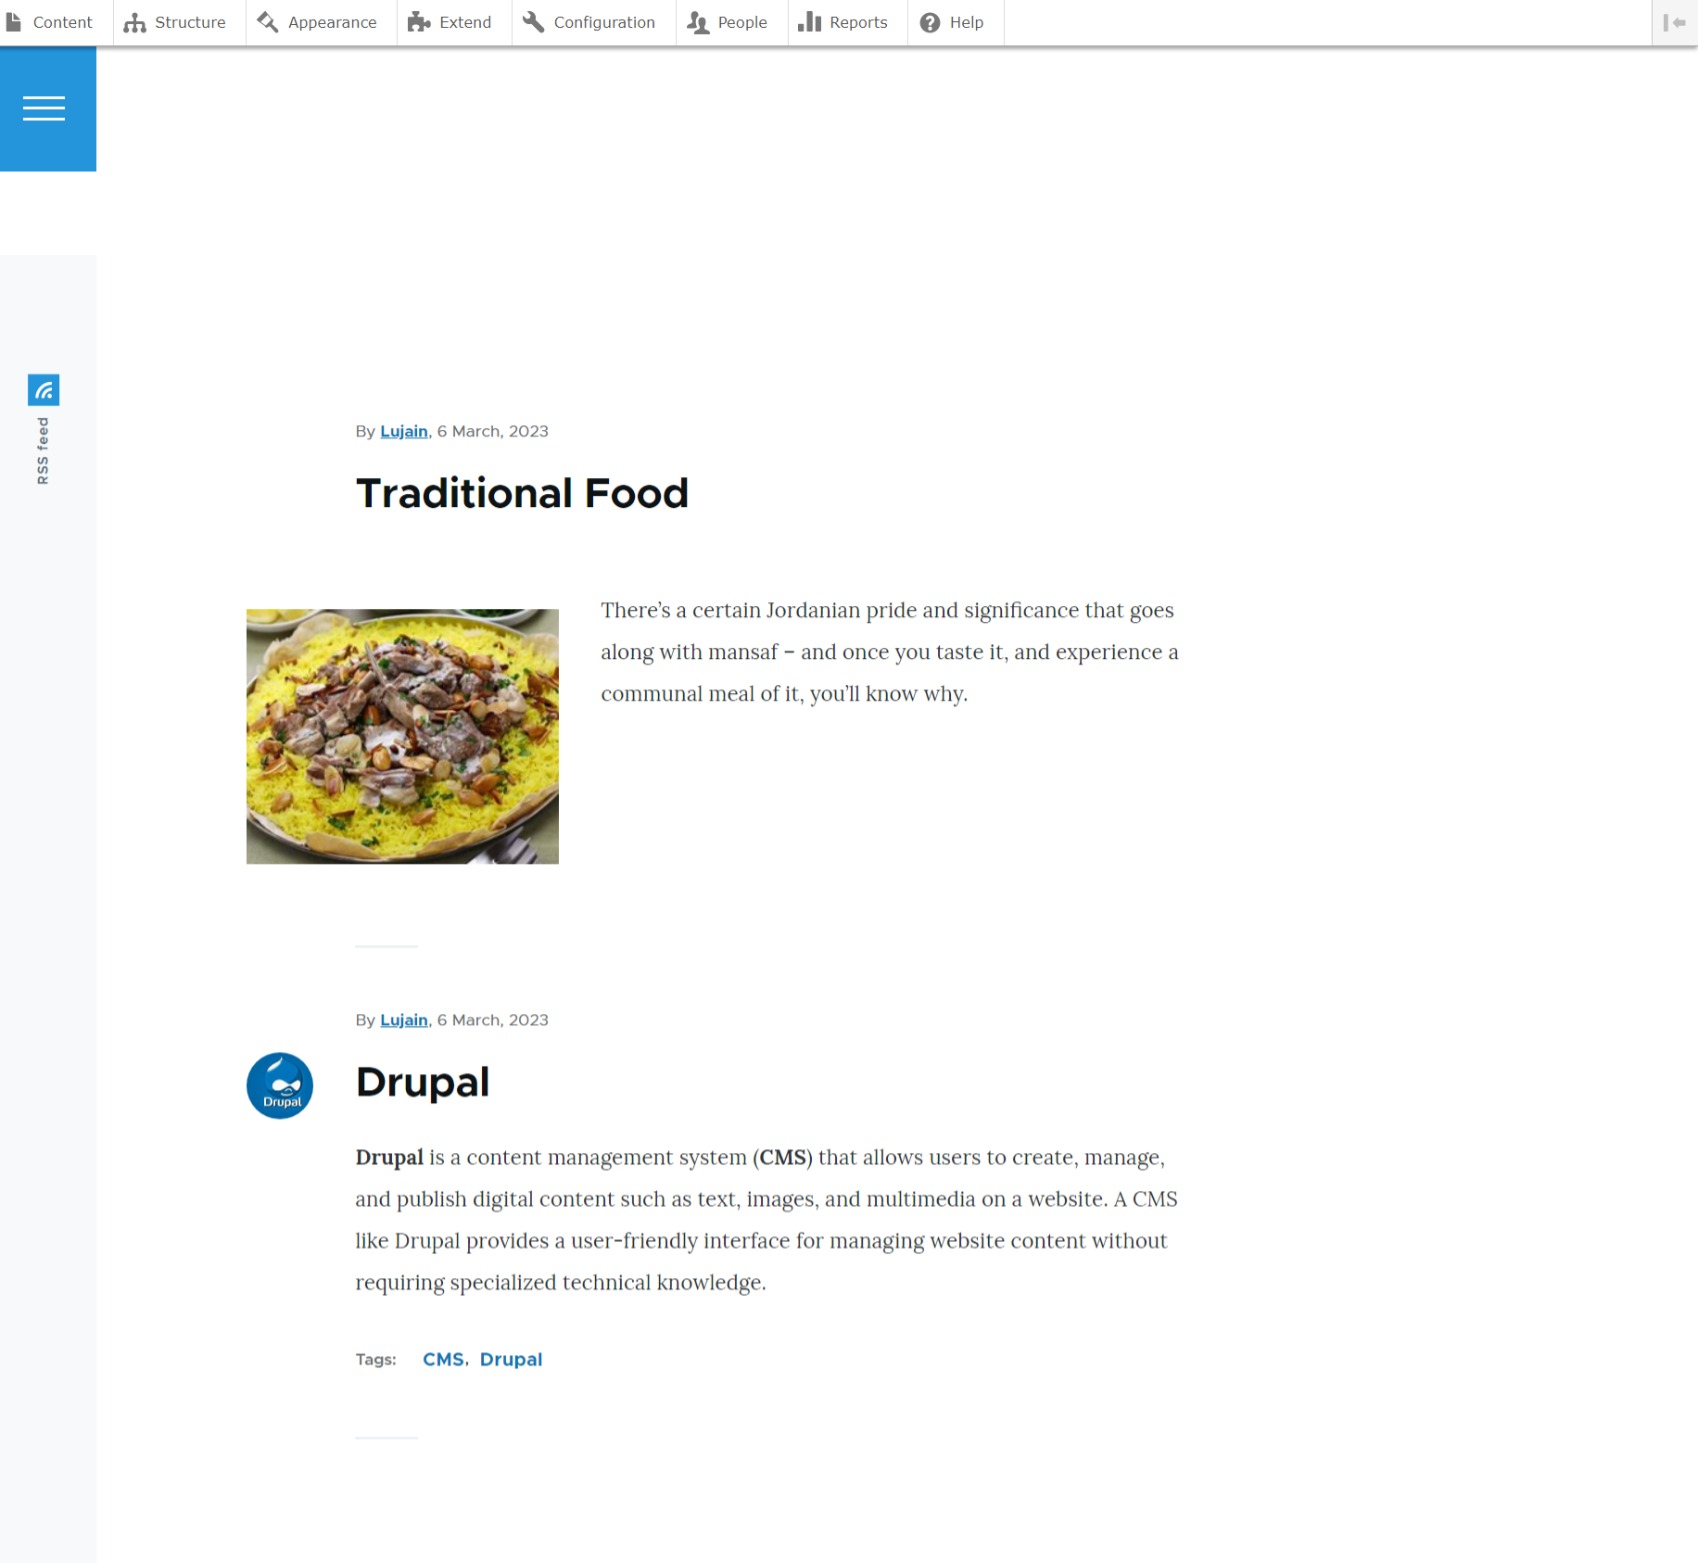 Content Structure Appearance Extend Configuration People Reports Help
RSS feed
By Lujain, 6 March, 2023
Traditional Food
There’s a certain Jordanian pride and significance that goes
along with mansaf – and once you taste it, and experience a
communal meal of it, you’ll know why.
By Lujain, 6 March, 2023
Drupal
Drupal
Drupal is a content management system (CMS) that allows users to create, manage,
and publish digital content such as text, images, and multimedia on a website. A CMS
like Drupal provides a user-friendly interface for managing website content without
requiring specialized technical knowledge.
Tags: CMS, Drupal